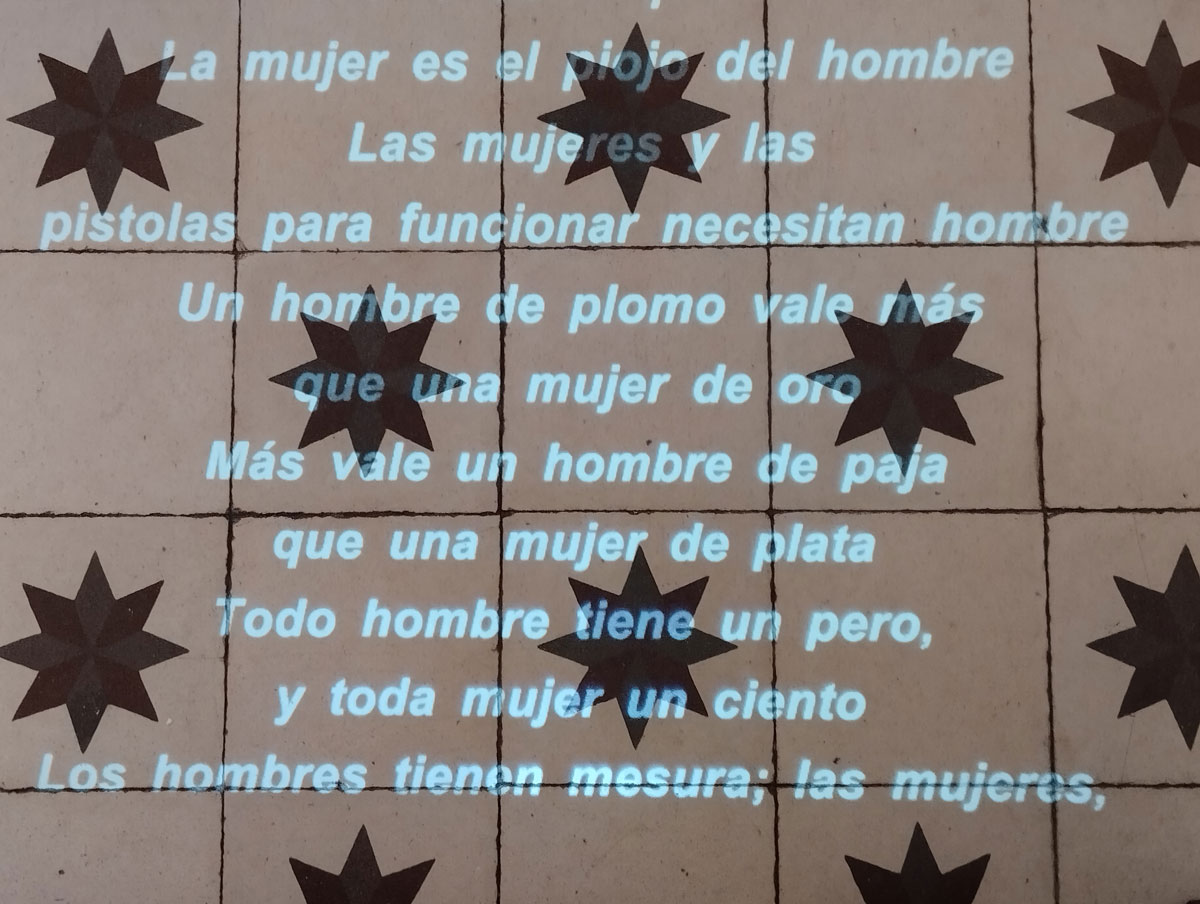 La mujer es el piojo del hombre
Las mujeres y las
pistolas para funcionar necesitan hombre
Un hombre de plomo vale más
que una mujer de oro
Más vale un hombre de paja
que una mujer de plata
Todo hombre tiene un pero,
y toda mujer un ciento
Los hombres tienen mesura; las mujeres,